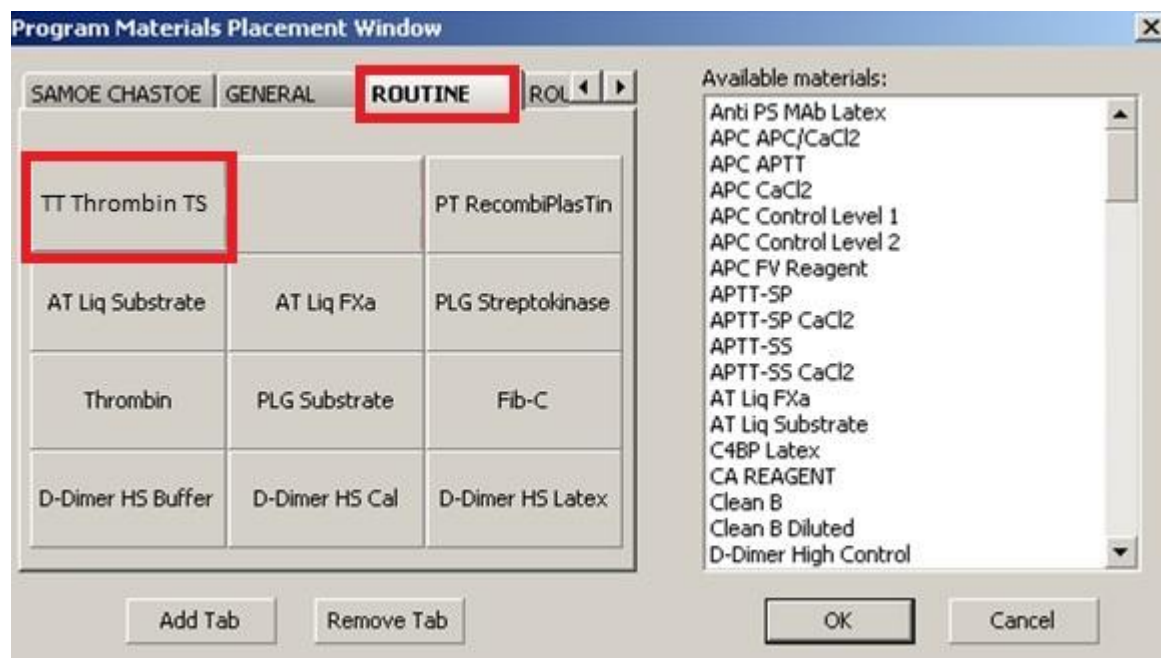 Program Materials Placement Window
SAMOE CHASTOE
GENERAL
ROUTINE
ROU
TT Thrombin TS
PT RecombiPlasTin
AT Liq Substrate
AT Liq FXa
PLG Streptokinase
Thrombin
PLG Substrate
Fib-C
D-Dimer HS Buffer
D-Dimer HS Cal
D-Dimer HS Latex
Add Tab
Remove Tab
Available materials:
Anti PS MAb Latex
APC APC/CaCl2
APC APTT
APC CaCl2
APC Control Level 1
APC Control Level 2
APC FV Reagent
APTT-SP
APTT-SP CaCl2
APTT-SS
APTT-SS CaCl2
AT Liq FXa
AT Liq Substrate
C4BP Latex
CA REAGENT
Clean B
Clean B Diluted
D-Dimer High Control
OK
Cancel